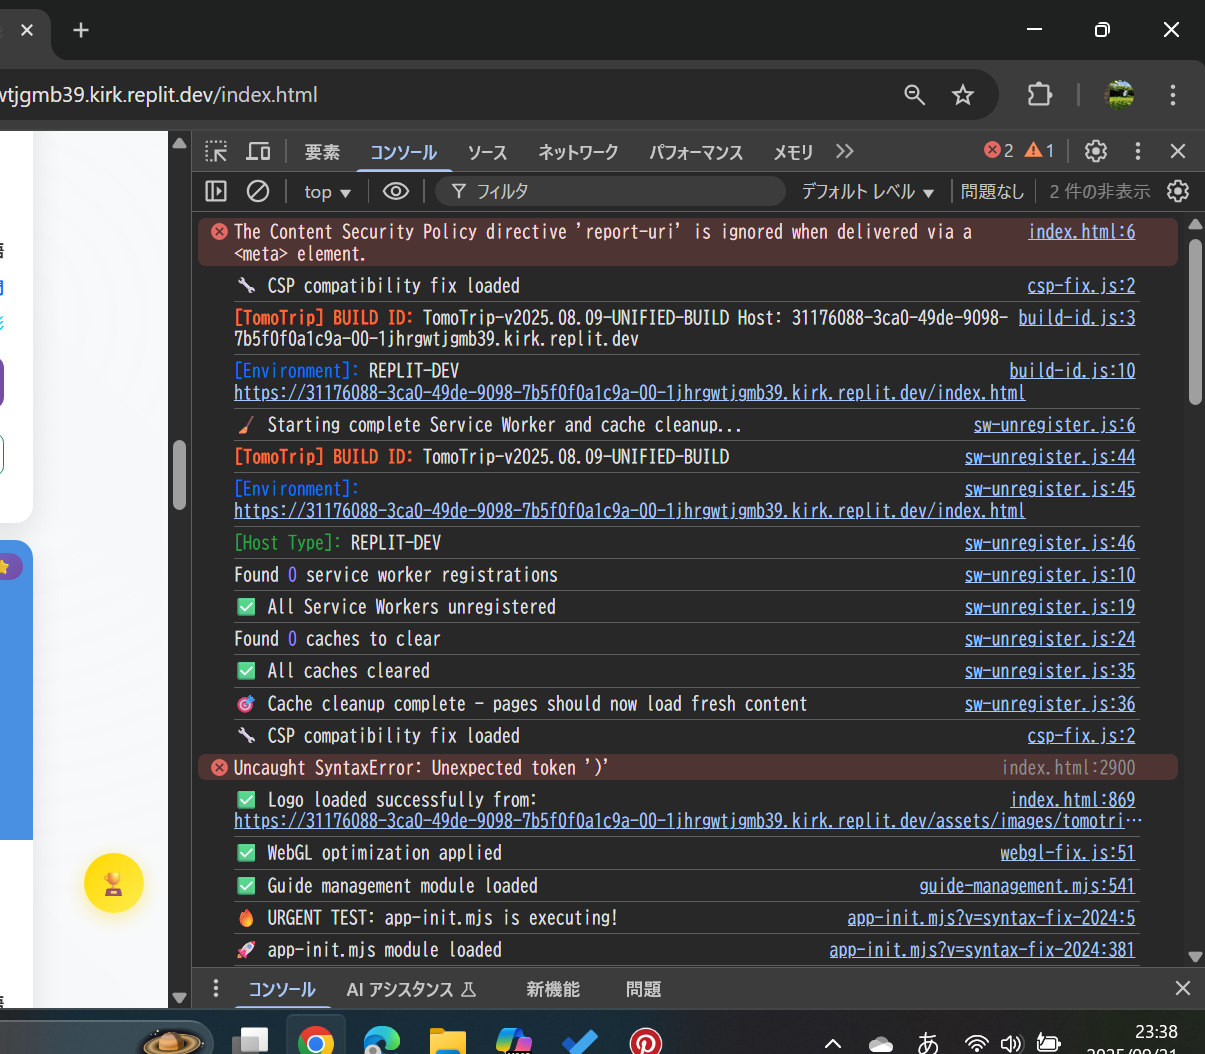 wtjgmb39.kirk.replit.dev/index.html
要素 コンソール ソース ネットワーク パフォーマンス メモリ 2 1
top フィルタ デフォルト レベル 問題なし 2 件の非表示
The Content Security Policy directive 'report-uri' is ignored when delivered via a index.html:6
<meta> element.
CSP compatibility fix loaded csp-fix.js:2
[TomoTrip] BUILD ID: TomoTrip-v2025.08.09-UNIFIED-BUILD Host: 31176088-3ca0-49de-9098- build-id.js:3
7b5f0f0a1c9a-00-1jhrgwtjgmb39.kirk.replit.dev
[Environment]: REPLIT-DEV build-id.js:10
https://31176088-3ca0-49de-9098-7b5f0f0a1c9a-00-1jhrgwtjgmb39.kirk.replit.dev/index.html
Starting complete Service Worker and cache cleanup... sw-unregister.js:6
[TomoTrip] BUILD ID: TomoTrip-v2025.08.09-UNIFIED-BUILD sw-unregister.js:44
[Environment]: sw-unregister.js:45
https://31176088-3ca0-49de-9098-7b5f0f0a1c9a-00-1jhrgwtjgmb39.kirk.replit.dev/index.html
[Host Type]: REPLIT-DEV sw-unregister.js:46
Found 0 service worker registrations sw-unregister.js:10
✅ All Service Workers unregistered sw-unregister.js:19
Found 0 caches to clear sw-unregister.js:24
✅ All caches cleared sw-unregister.js:35
Cache cleanup complete - pages should now load fresh content sw-unregister.js:36
CSP compatibility fix loaded csp-fix.js:2
Uncaught SyntaxError: Unexpected token ')' index.html:2900
✅ Logo loaded successfully from: index.html:869
https://31176088-3ca0-49de-9098-7b5f0f0a1c9a-00-1jhrgwtjgmb39.kirk.replit.dev/assets/images/tomotri…
✅ WebGL optimization applied webgl-fix.js:51
✅ Guide management module loaded guide-management.mjs:541
URGENT TEST: app-init.mjs is executing! app-init.mjs?v=syntax-fix-2024:5
app-init.mjs module loaded app-init.mjs?v=syntax-fix-2024:381
コンソール AI アシスタンス 新機能 問題
あ 23:38
2025/09/21